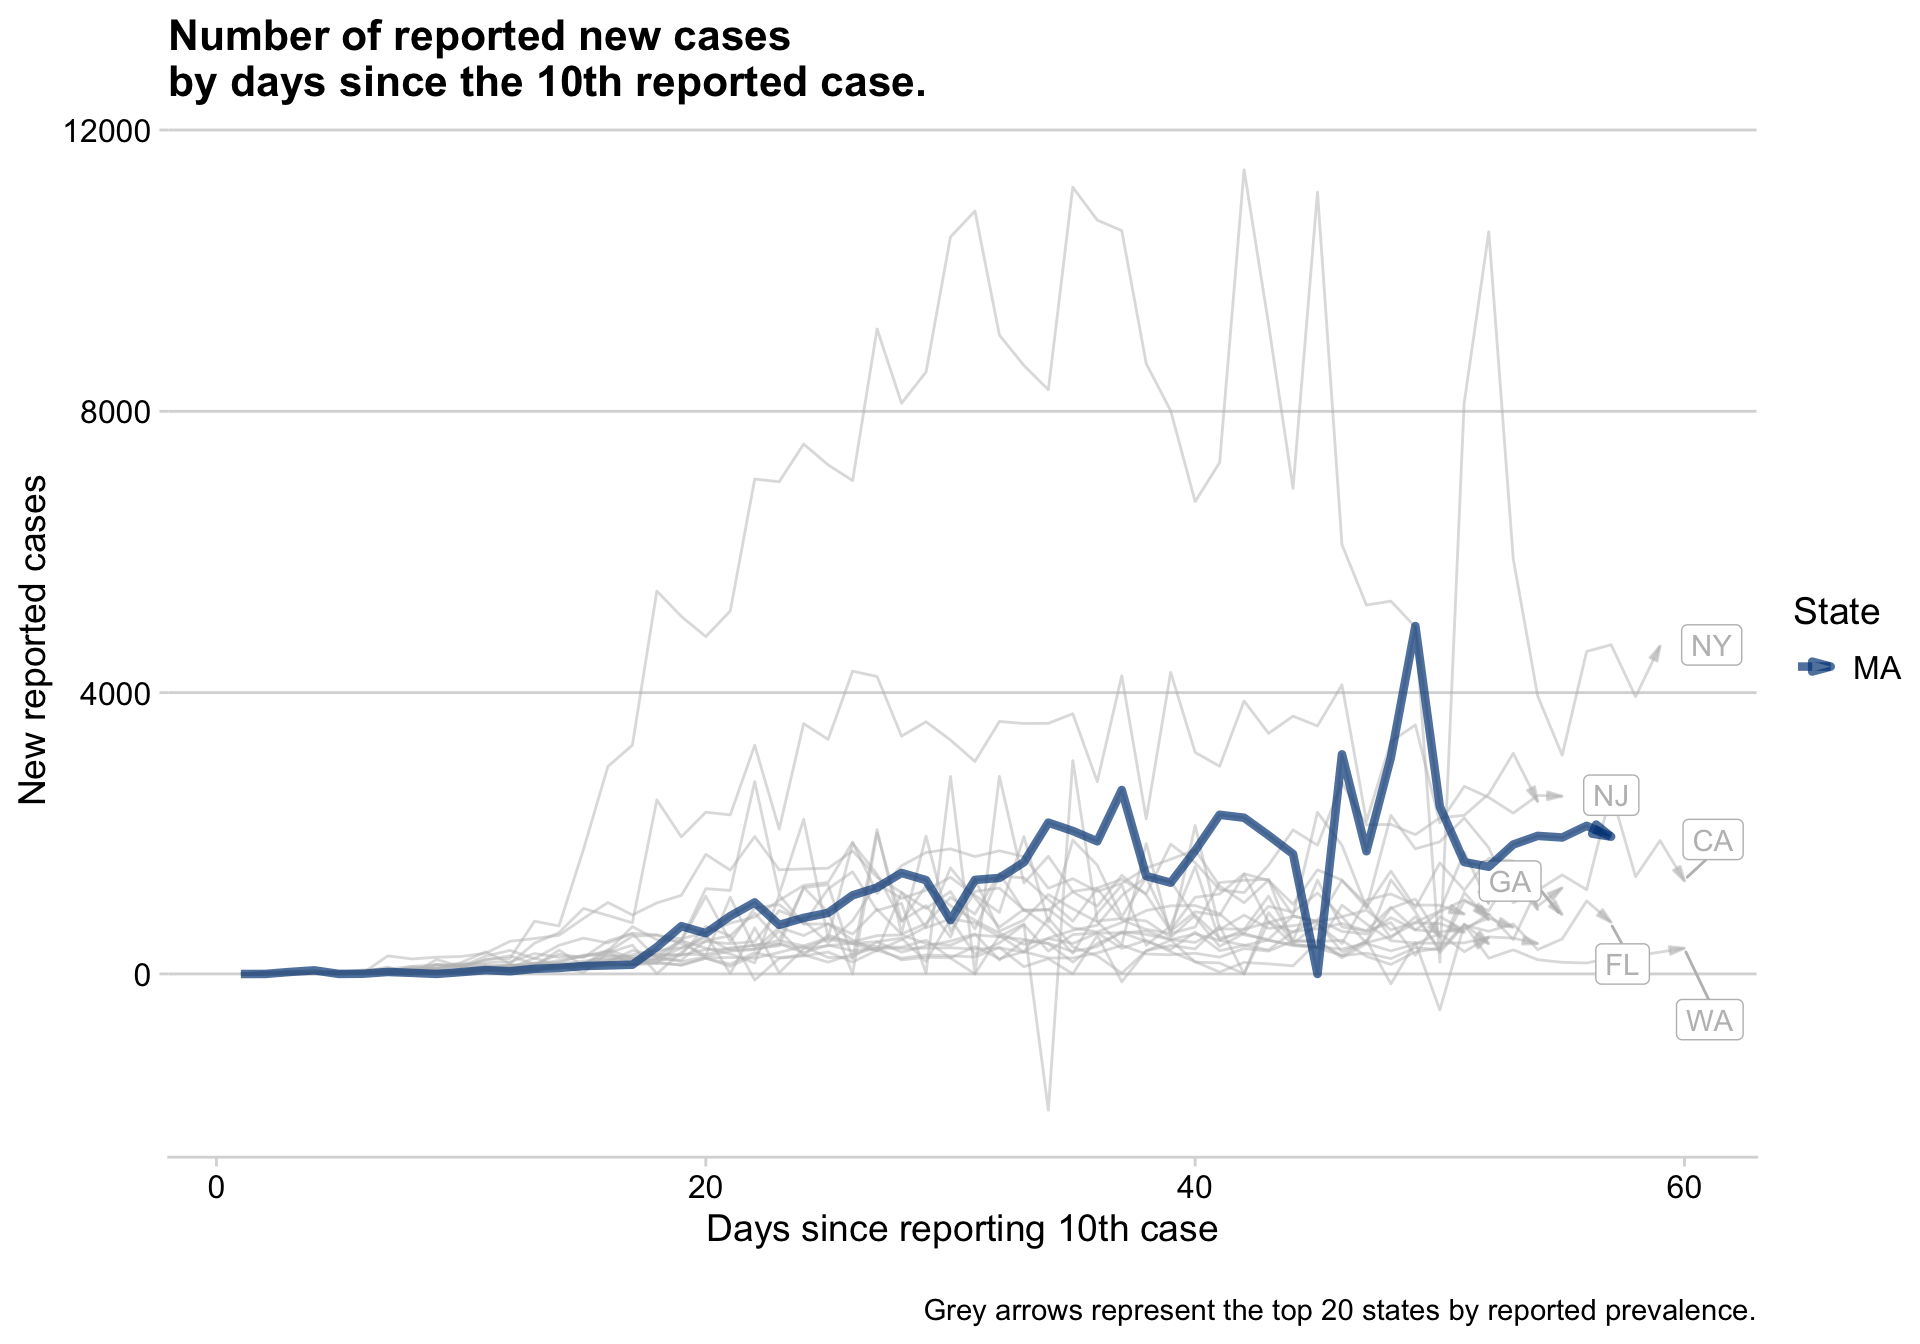 Number of reported new cases
by days since the 10th reported case.
12000
8000
4000
0
New reported cases
NY
NJ
CA
GA
FL
WA
State
MA
0
20
40
60
Days since reporting 10th case
Grey arrows represent the top 20 states by reported prevalence.